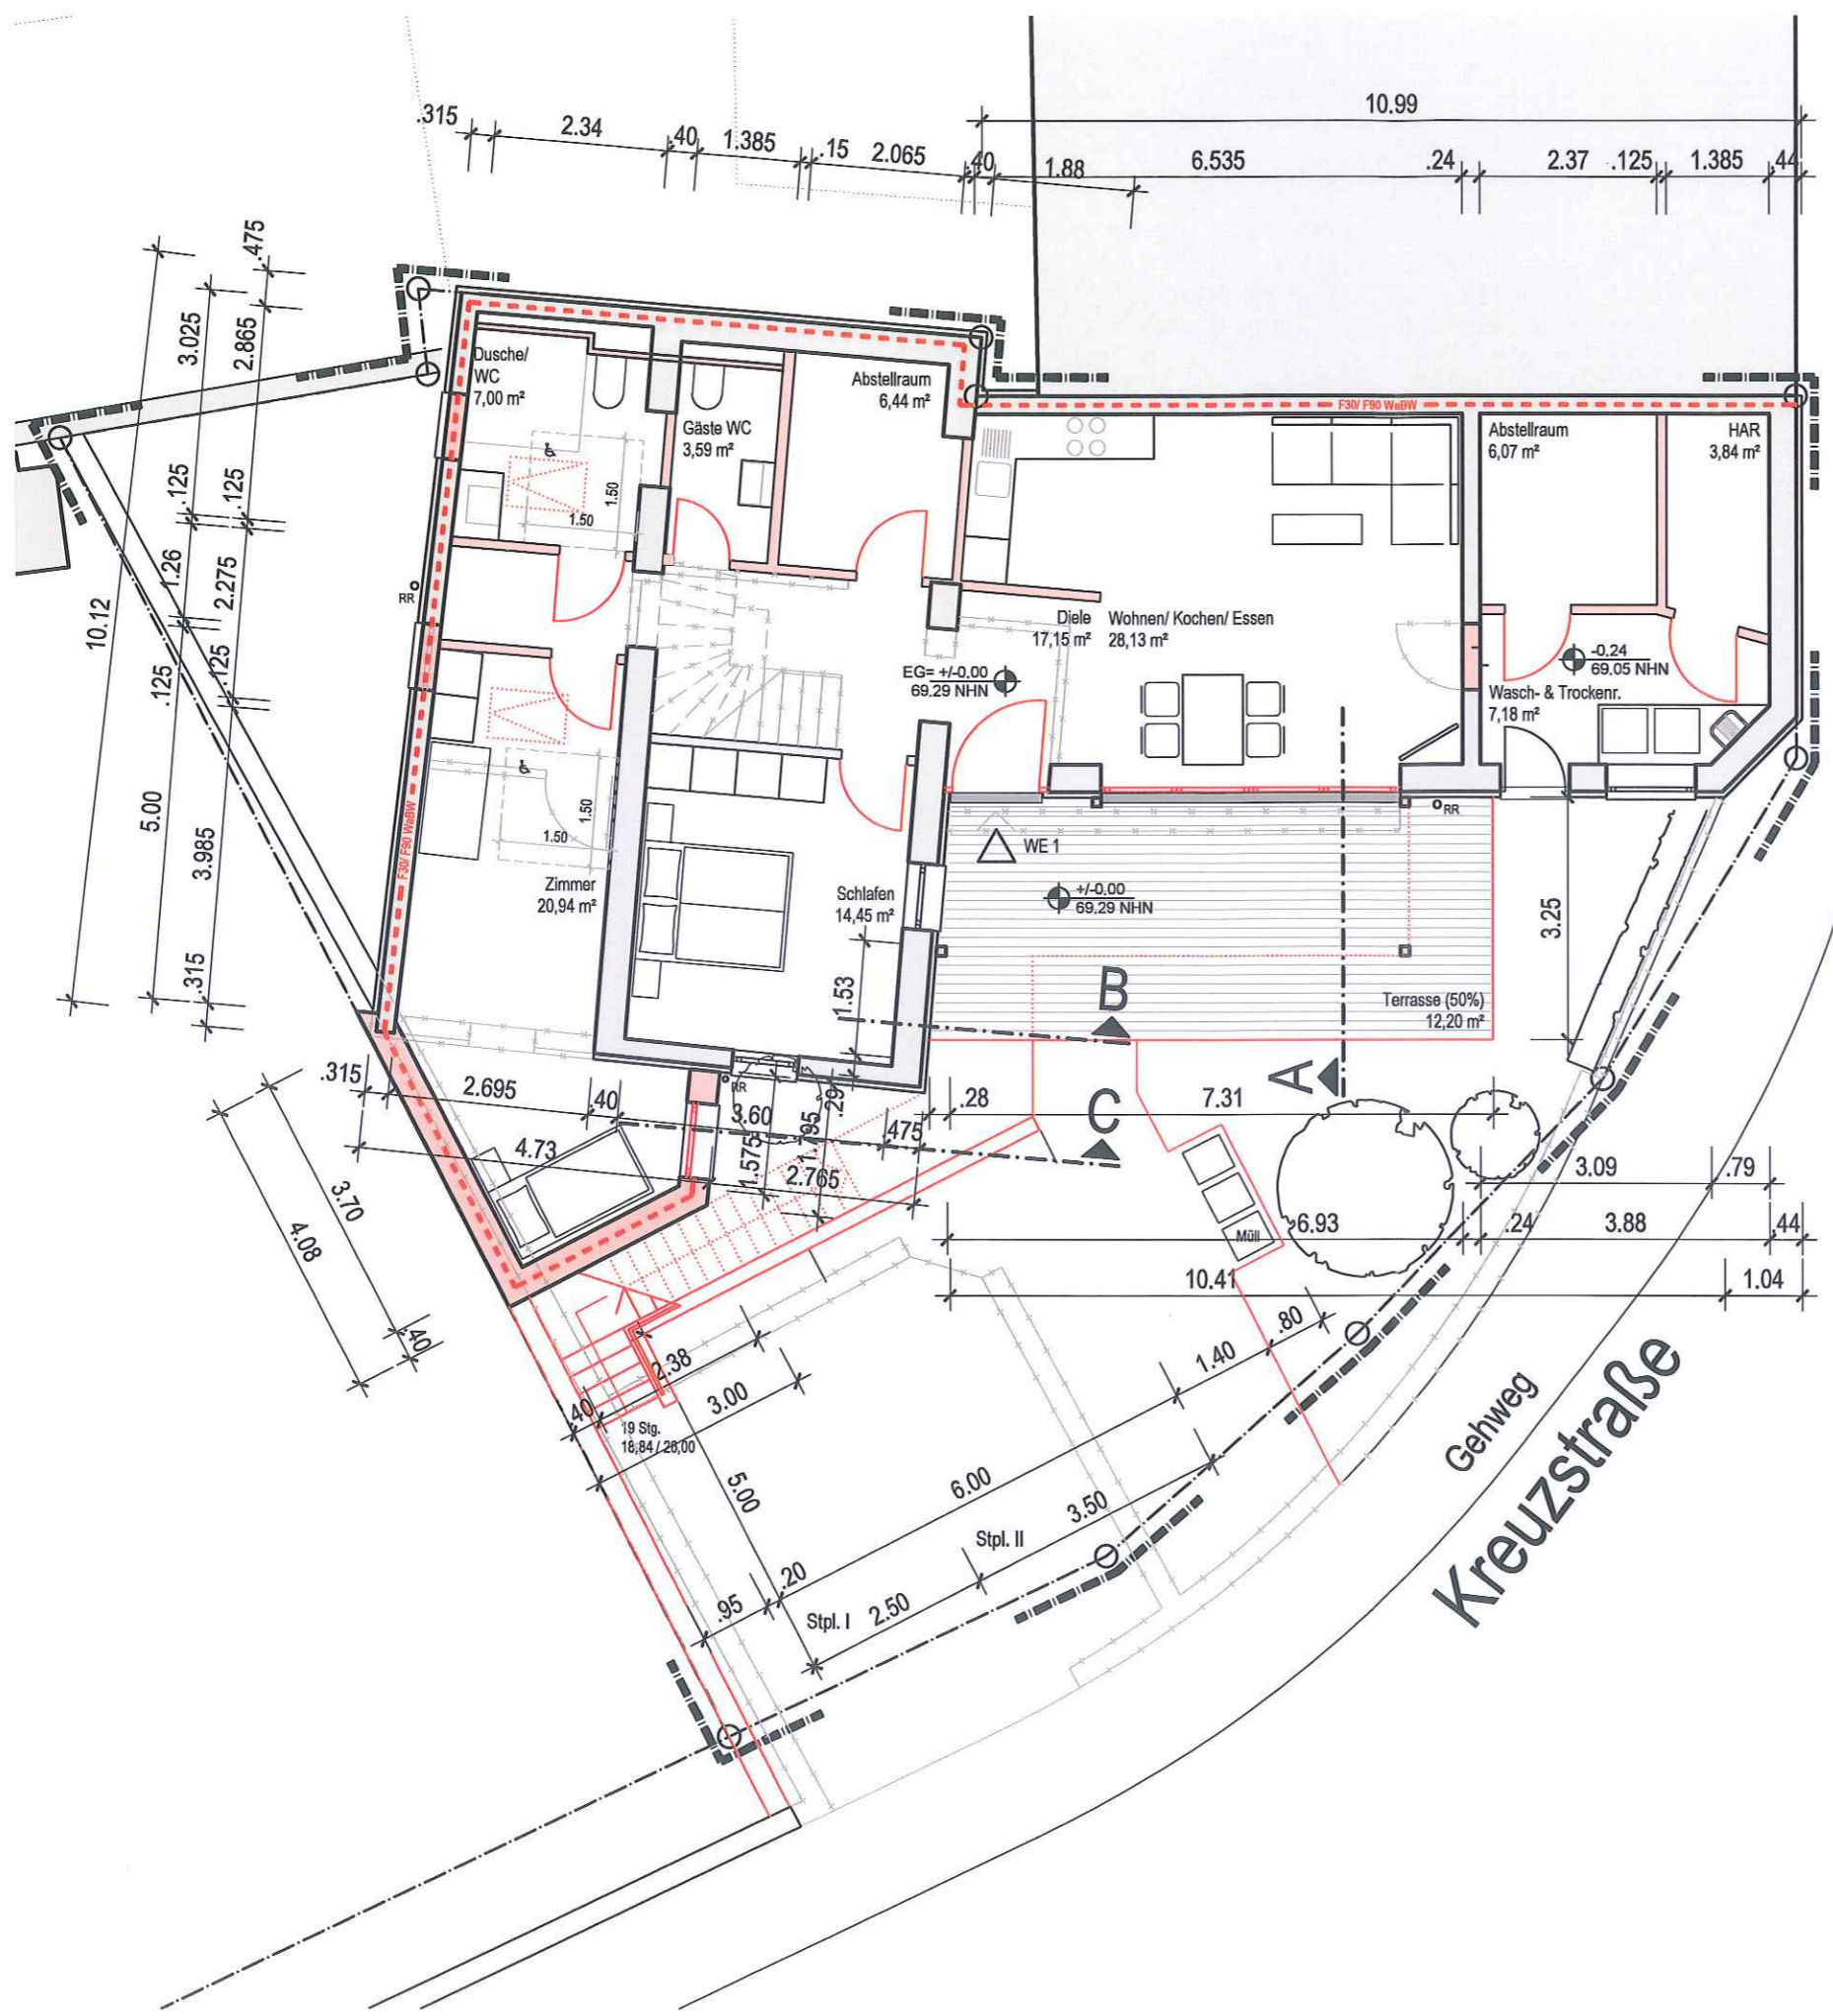 10.99
.315
2.34
.40
1.385
.15
2.065
.40
1.88
6.535
.24
2.37
.125
1.385
.44
.475
3.025
2.865
.125
.125
1.26
2.275
10.12
.125
.125
5.00
3.985
.315
Dusche/
WC
7,00 m²
Gäste WC
3,59 m²
Abstellraum
6,44 m²
F30/ F90 WaBW
Abstellraum
6,07 m²
HAR
3,84 m²
1.50
1.50
RR
Diele
17,15 m²
Wohnen/ Kochen/ Essen
28,13 m²
EG= +/-0,00
69,29 NHN
-0.24
69.05 NHN
Wasch- & Trockenr.
7,18 m²
1.50
1.50
F30/ F90 WaBW
Zimmer
20,94 m²
Schlafen
14,45 m²
1.53
WE 1
RR
+/-0,00
69,29 NHN
3.25
Terrasse (50%)
12,20 m²
B
A
C
.315
2.695
.40
RR
3.60
.29
1.575
1.95
.475
.28
7.31
4.73
2.765
3.09
.79
3.70
4.08
.40
6.93
.24
3.88
.44
Müll
10.41
1.04
2.38
3.00
.40
19 Stg.
18,84 / 26,00
.80
1.40
6.00
5.00
3.50
Stpl. II
.20
.95
Stpl. I
2.50
Gehweg
Kreuzstraße